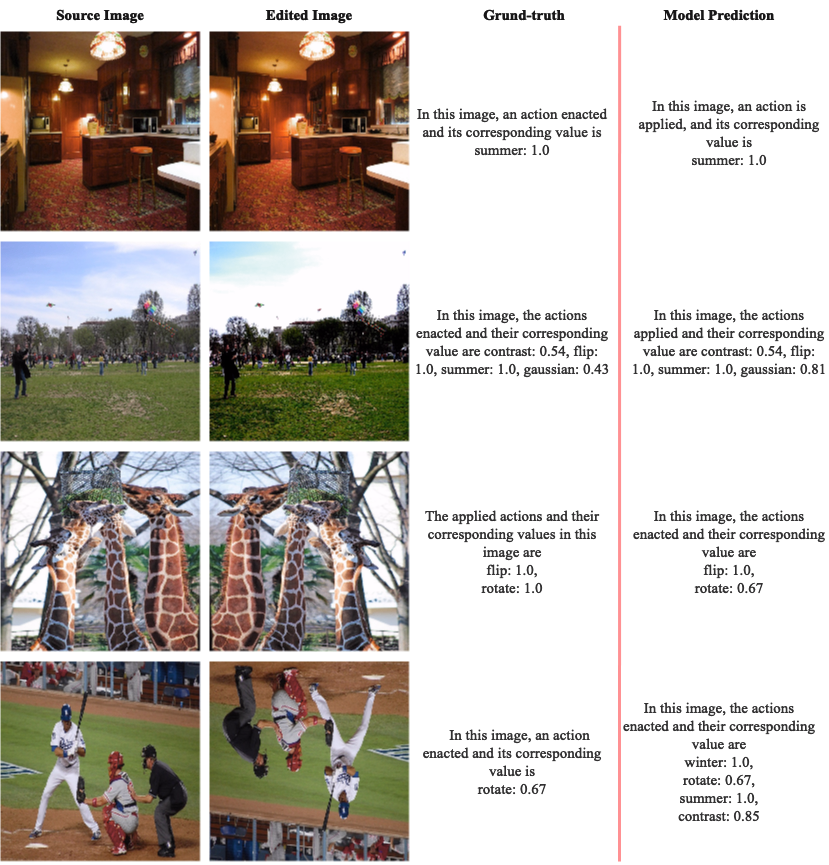 Source Image
Edited Image
Grund-truth
Model Prediction
In this image, an action enacted
and its corresponding value is
summer: 1.0
In this image, an action is
applied, and its corresponding
value is
summer: 1.0
In this image, the actions
enacted and their corresponding
value are contrast: 0.54, flip:
1.0, summer: 1.0, gaussian: 0.43
In this image, the actions
applied and their corresponding
value are contrast: 0.54, flip:
1.0, summer: 1.0, gaussian: 0.81
The applied actions and their
corresponding values in this
image are
flip: 1.0,
rotate: 1.0
In this image, the actions
enacted and their corresponding
value are
flip: 1.0,
rotate: 0.67
In this image, an action
enacted and its corresponding
value is
rotate: 0.67
In this image, the actions
enacted and their corresponding
value are
winter: 1.0,
rotate: 0.67,
summer: 1.0,
contrast: 0.85